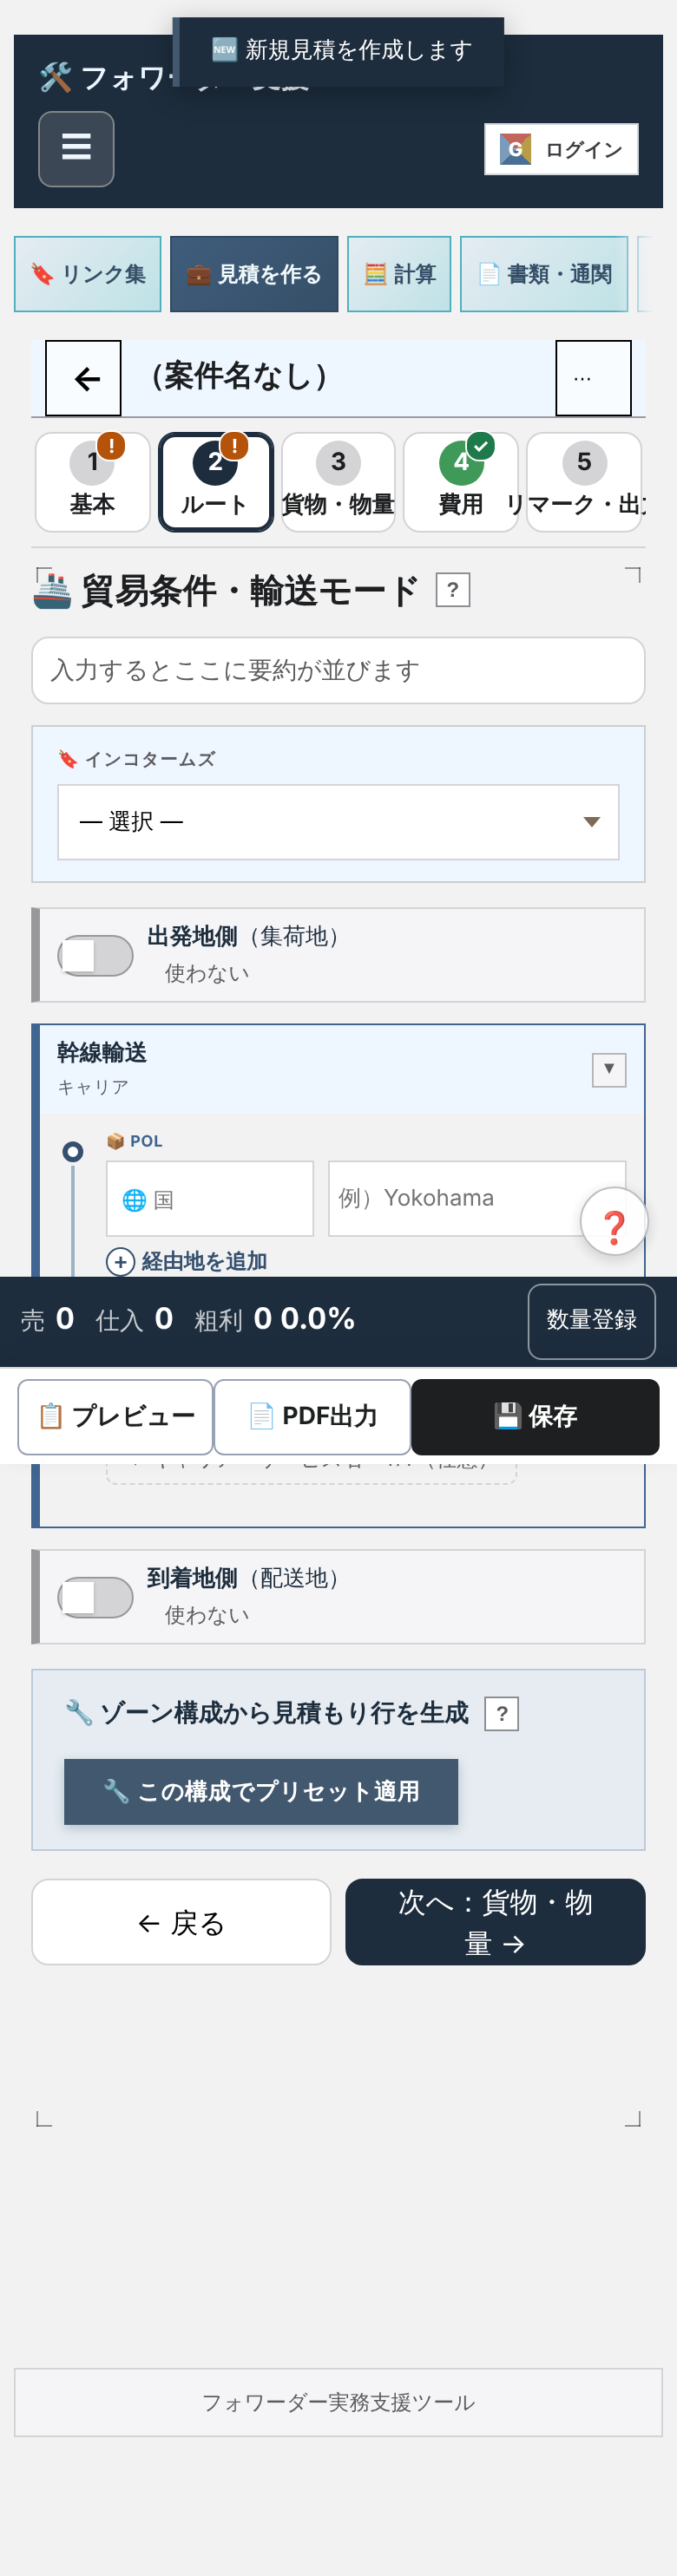 🆕 新規見積を作成します
🛠️ フォワーダー支援
☰
G ログイン
🔖 リンク集
💼 見積を作る
🧮 計算
📄 書類・通関
← （案件名なし） …
1 ! 基本
2 ! ルート
3 貨物・物量
4 ✓ 費用
5 リマーク・出力
🚢 貿易条件・輸送モード ?
入力するとここに要約が並びます
🔖 インコタームズ
— 選択 —
出発地側（集荷地）
使わない
幹線輸送
キャリア
▼
📦 POL
🌐 国
例）Yokohama
+ 経由地を追加
❓
売 0 仕入 0 粗利 0 0.0%
数量登録
📋 プレビュー
📄 PDF出力
💾 保存
到着地側（配送地）
使わない
🔧 ゾーン構成から見積もり行を生成 ?
🔧 この構成でプリセット適用
← 戻る
次へ：貨物・物
量 →
フォワーダー実務支援ツール